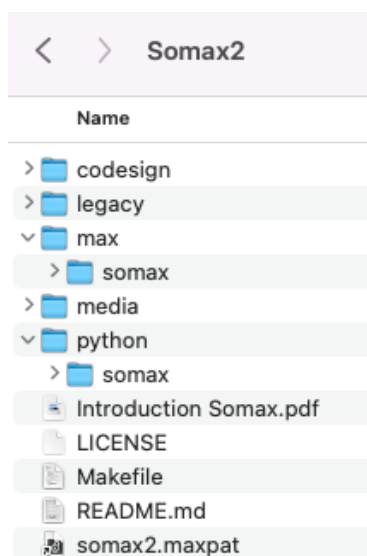 Somax2
Name
codesign
legacy
max
somax
media
python
somax
Introduction Somax.pdf
LICENSE
Makefile
README.md
somax2.maxpat